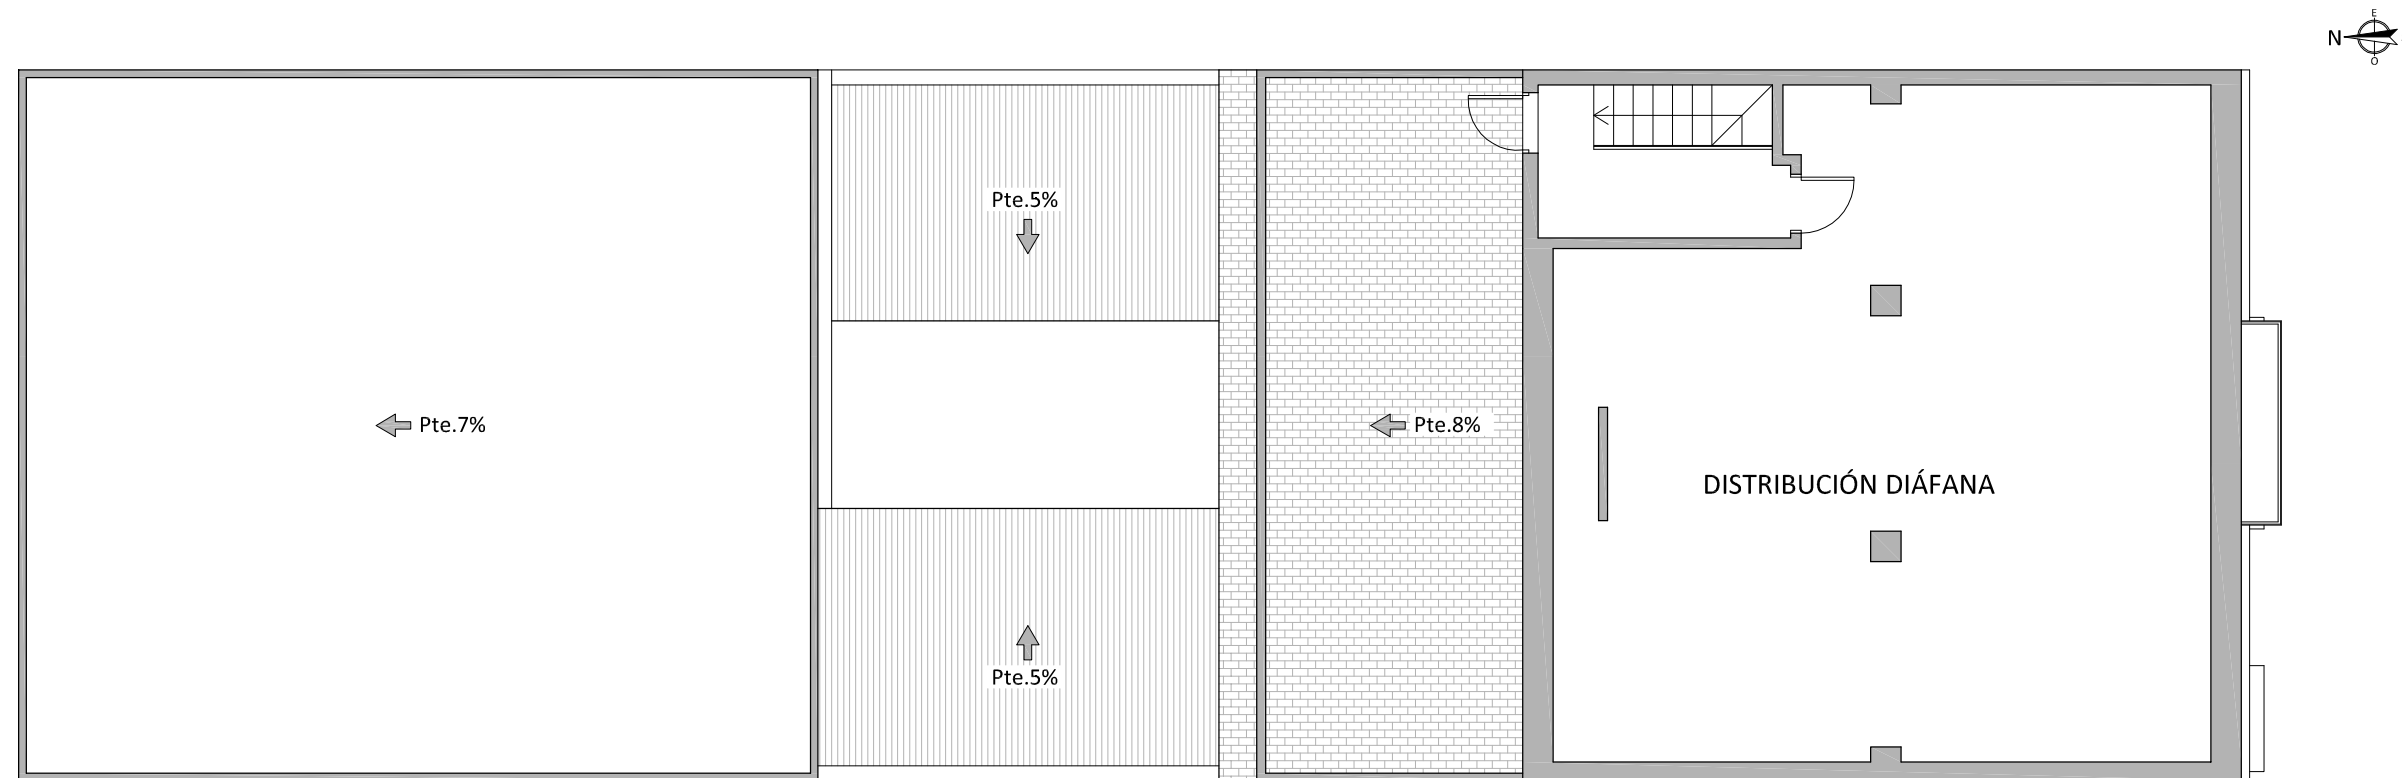 E
N
O
Pte.5%
Pte.7%
Pte.8%
DISTRIBUCIÓN DIÁFANA
Pte.5%